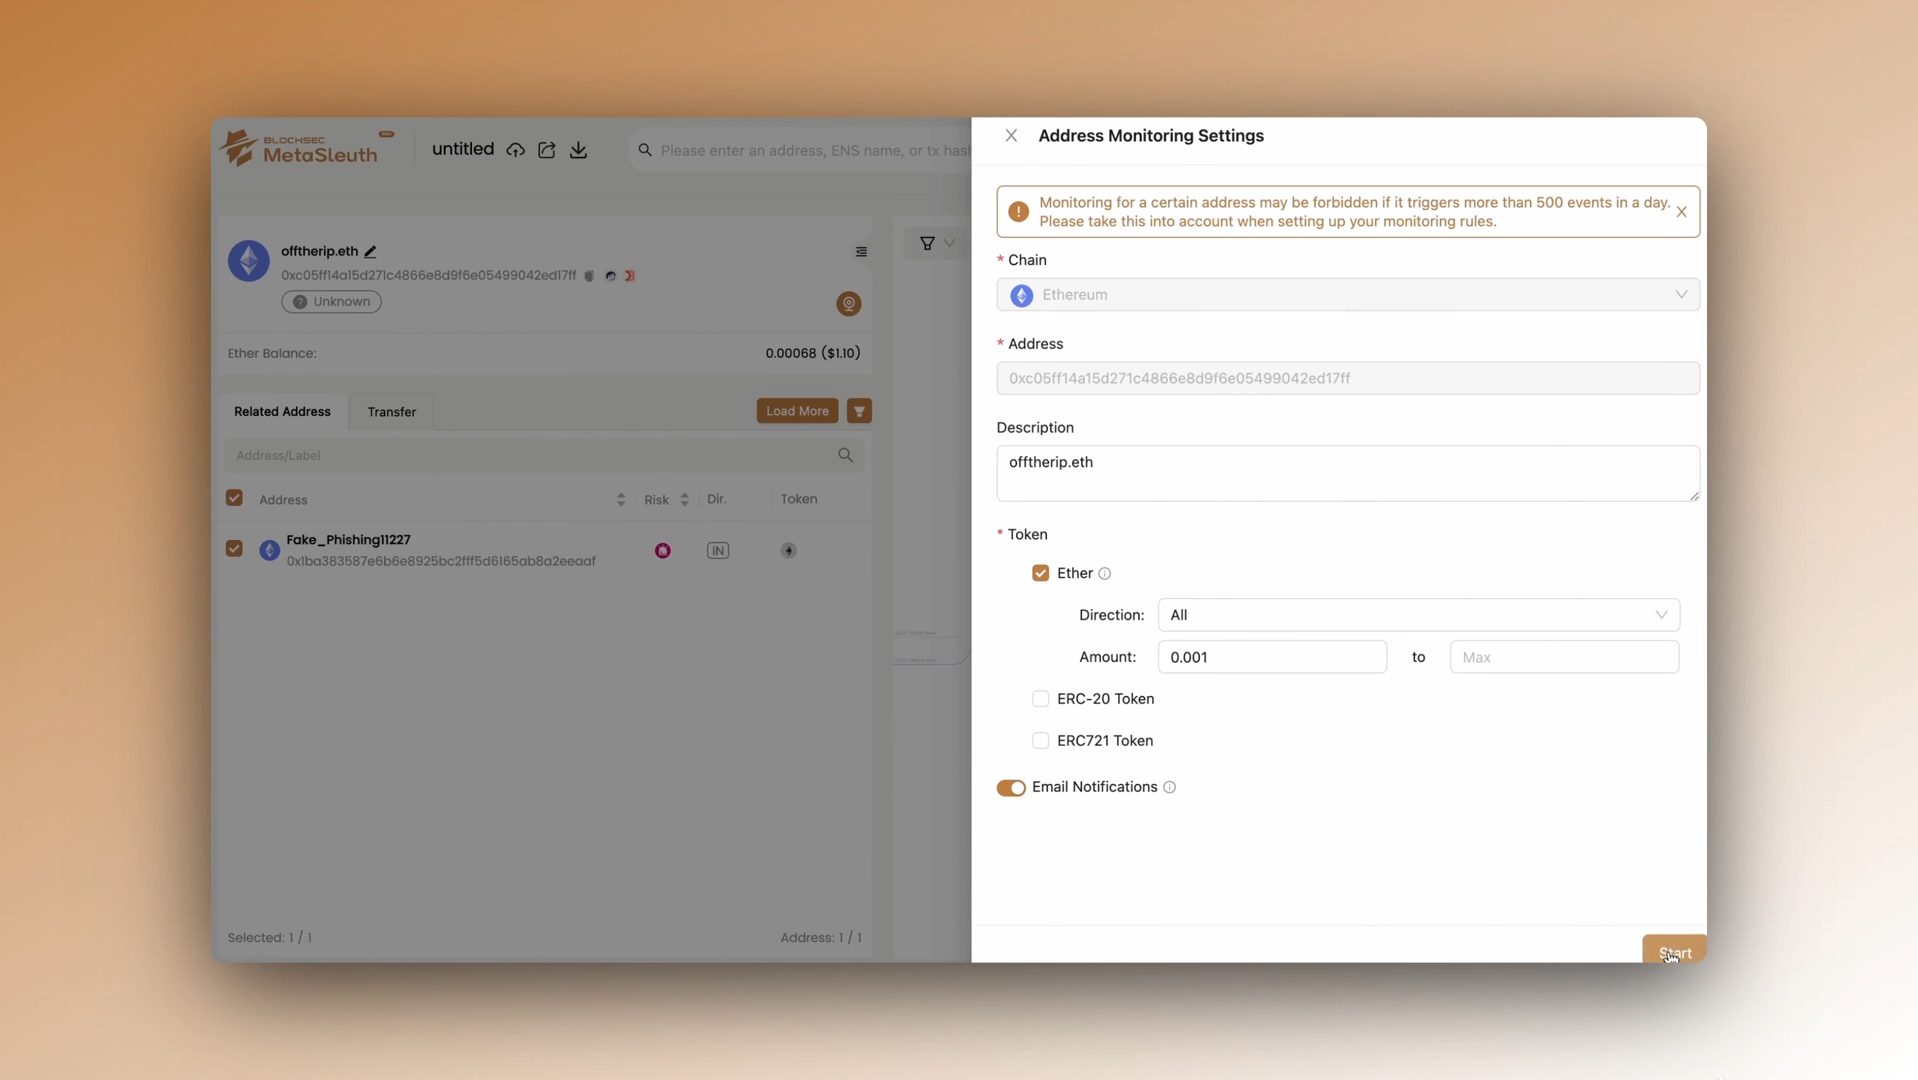 BLOCKSEC
MetaSleuth
untitled
Please enter an address, ENS name, or tx hash
offtherip.eth
0xc05ff14a15d271c4866e8d9f6e05499042ed17ff
Unknown
Ether Balance:
0.00068 ($1.10)
Related Address
Transfer
Load More
Address/Label
Address
Risk
Dir.
Token
Fake_Phishing11227
0x1ba383587e6b6e8925bc2fff5d6165ab8a2eeaaf
IN
Selected: 1 / 1
Address: 1 / 1
Address Monitoring Settings
Monitoring for a certain address may be forbidden if it triggers more than 500 events in a day.
Please take this into account when setting up your monitoring rules.
* Chain
Ethereum
* Address
0xc05ff14a15d271c4866e8d9f6e05499042ed17ff
Description
offtherip.eth
* Token
Ether
Direction:
All
Amount:
0.001
to
Max
ERC-20 Token
ERC721 Token
Email Notifications
Start